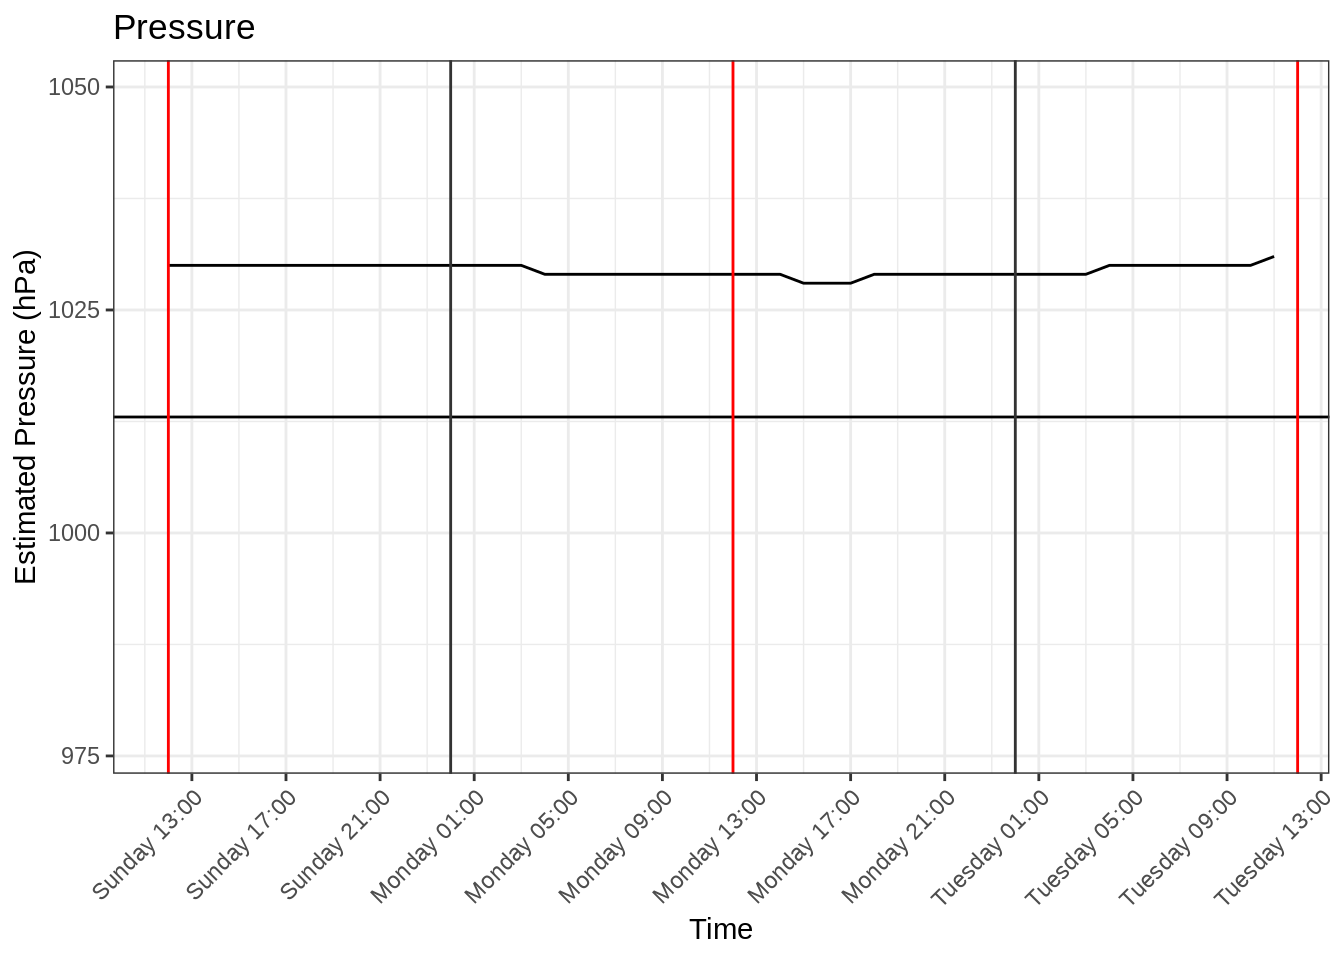 Pressure
Estimated Pressure (hPa)
1050
1025
1000
975
Sunday 13:00
Sunday 17:00
Sunday 21:00
Monday 01:00
Monday 05:00
Monday 09:00
Monday 13:00
Monday 17:00
Monday 21:00
Tuesday 01:00
Tuesday 05:00
Tuesday 09:00
Tuesday 13:00
Time